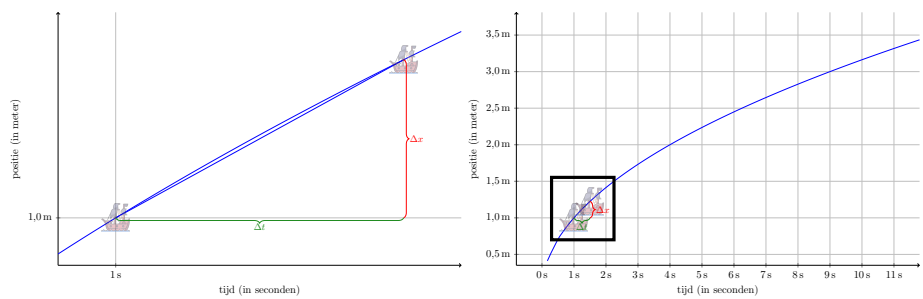 positie (in meter)
1,0 m
Δx
Δt
1 s
tijd (in seconden)
positie (in meter)
3,5 m
3,0 m
2,5 m
2,0 m
1,5 m
1,0 m
0,5 m
Δx
Δt
0 s 1 s 2 s 3 s 4 s 5 s 6 s 7 s 8 s 9 s 10 s 11 s
tijd (in seconden)